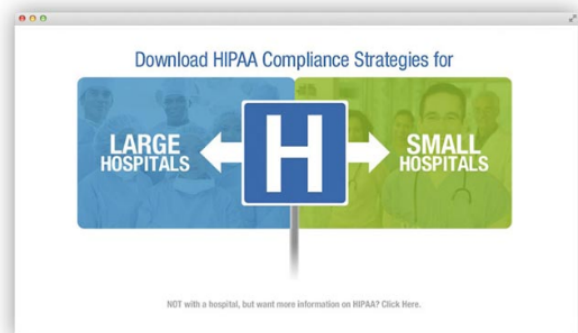 Download HIPAA Compliance Strategies for
LARGE
HOSPITALS
H
SMALL
HOSPITALS
NOT with a hospital, but want more information on HIPAA? Click Here.